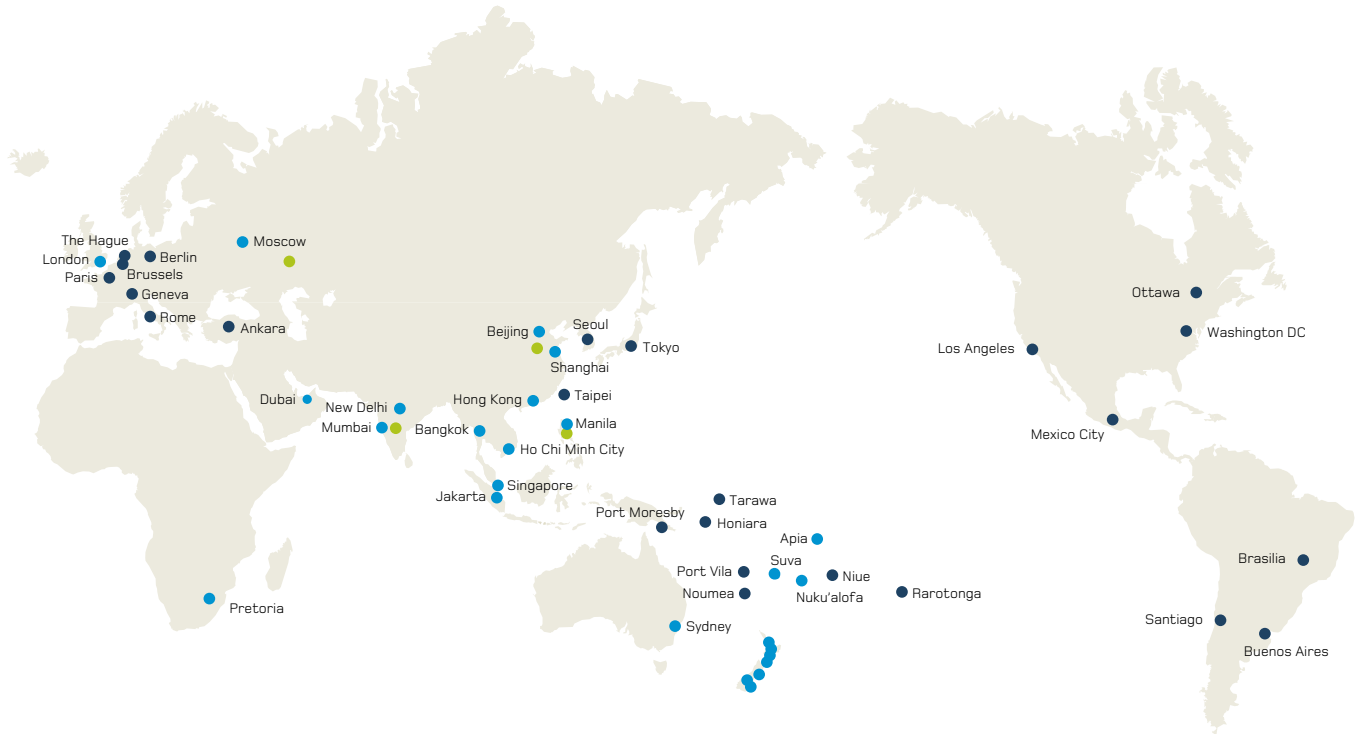 The Hague
Moscow
London
Berlin
Paris
Brussels
Geneva
Rome
Ankara
Beijing
Seoul
Tokyo
Shanghai
Dubai
New Delhi
Hong Kong
Taipei
Mumbai
Bangkok
Manila
Ho Chi Minh City
Singapore
Jakarta
Tarawa
Port Moresby
Honiara
Apia
Suva
Port Vila
Niue
Noumea
Nuku'alofa
Rarotonga
Pretoria
Sydney
Ottawa
Washington DC
Los Angeles
Mexico City
Brasilia
Santiago
Buenos Aires